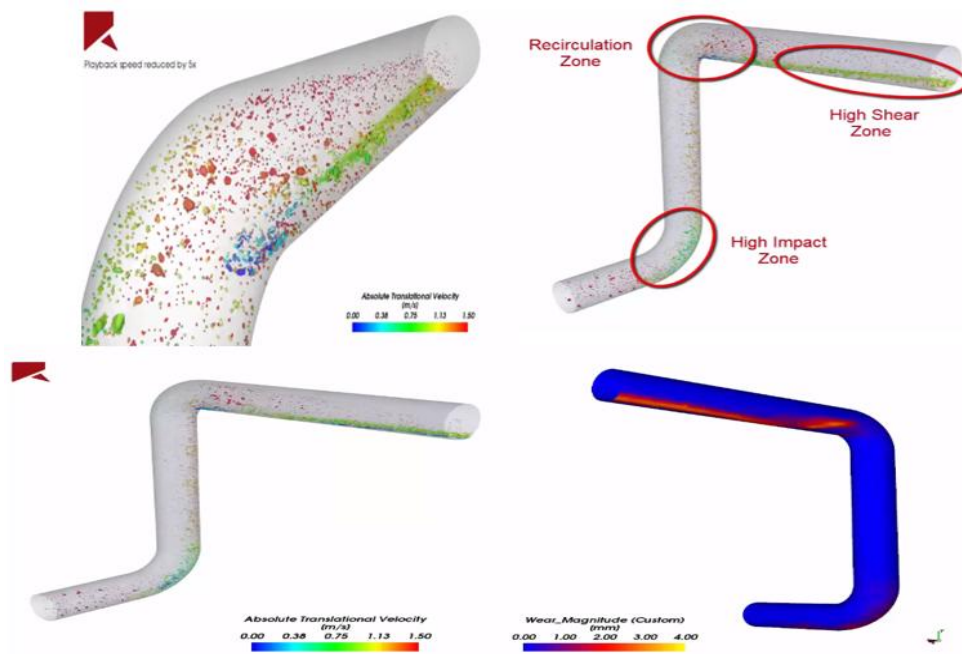 Playback speed reduced by 5x
Absolute Translational Velocity
(m/s)
0.00 0.38 0.75 1.13 1.50
Recirculation
Zone
High Shear
Zone
High Impact
Zone
Absolute Translational Velocity
(m/s)
0.00 0.38 0.75 1.13 1.50
Wear_Magnitude (Custom)
(mm)
0.00 1.00 2.00 3.00 4.00